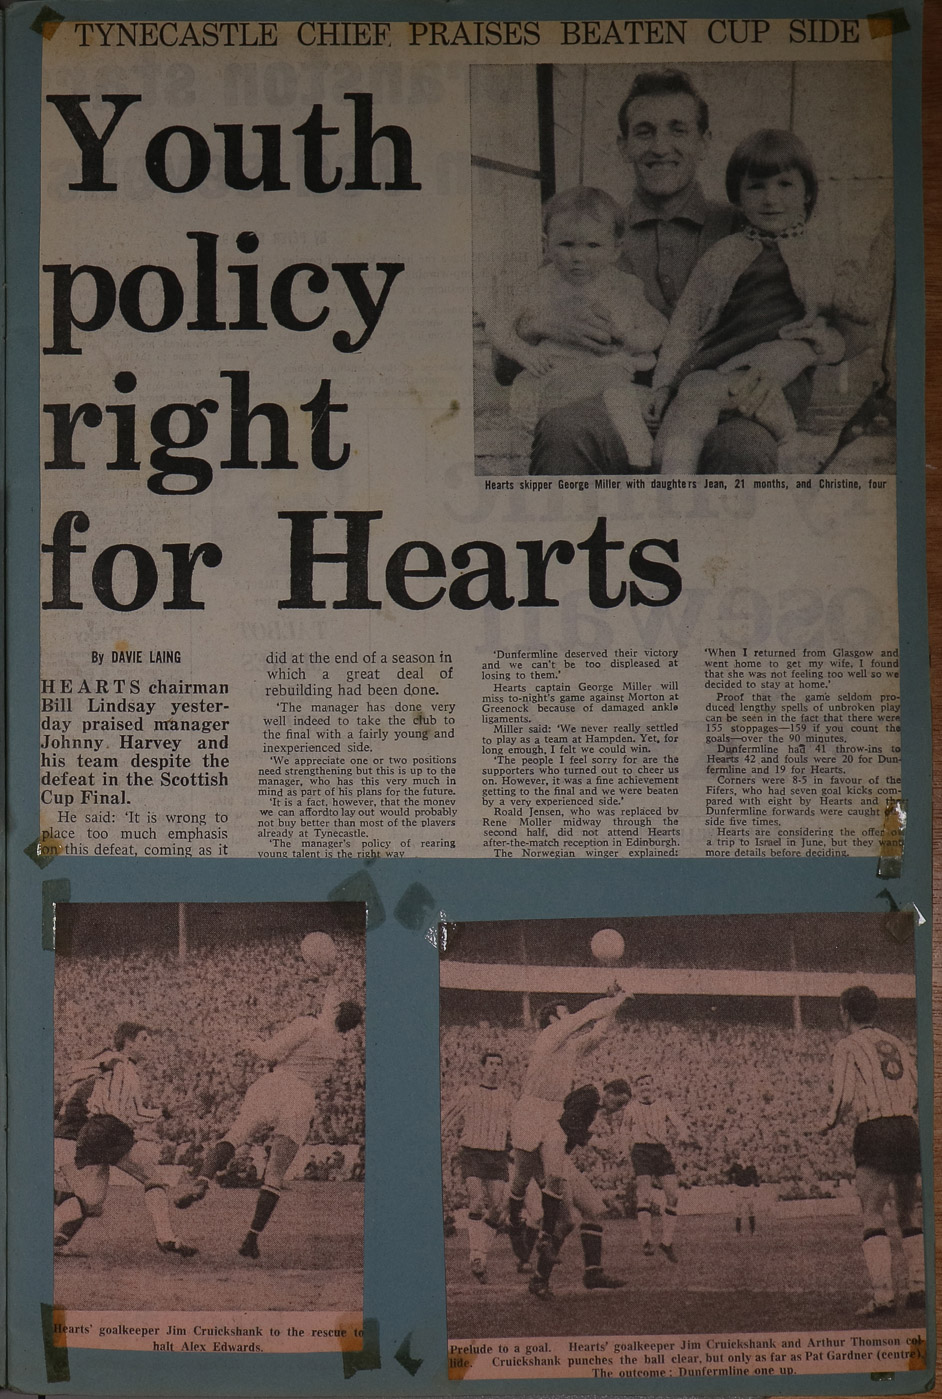 TYNECASTLE CHIEF PRAISES BEATEN CUP SIDE
Youth
policy
right
for Hearts
Hearts skipper George Miller with daughters Jean, 21 months, and Christine, four
By DAVIE LAING
HEARTS chairman
Bill Lindsay yester-
day praised manager
Johnny Harvey and
his team despite the
defeat in the Scottish
Cup Final.
He said: 'It is wrong to
place too much emphasis
on this defeat, coming as it
did at the end of a season in
which a great deal of
rebuilding had been done.
'The manager has done very
well indeed to take the club to
the final with a fairly young and
inexperienced side.
'We appreciate one or two positions
need strengthening but this is up to the
manager, who has this very much in
mind as part of his plans for the future.
'It is a fact, however, that the money
we can affordto lay out would probably
not buy better than most of the players
already at Tynecastle.
'The manager's policy of rearing
young talent is the right way
'Dunfermline deserved their victory
and we can't be too displeased at
losing to them.'
Hearts captain George Miller will
miss to-night's game against Morton at
Greenock because of damaged ankle
ligaments.
Miller said: 'We never really settled
to play as a team at Hampden. Yet, for
long enough, I felt we could win.
'The people I feel sorry for are the
supporters who turned out to cheer us
on. However, it was a fine achievement
getting to the final and we were beaten
by a very experienced side.'
Roald Jensen, who was replaced by
Rene Moller midway through the
second half, did not attend Hearts
after-the-match reception in Edinburgh.
The Norwegian winger explained:
'When I returned from Glasgow and
went home to get my wife, I found
that she was not feeling too well so we
decided to stay at home.'
Proof that the game seldom pro-
duced lengthy spells of unbroken play
can be seen in the fact that there were
155 stoppages—159 if you count the
goals—over the 90 minutes.
Dunfermline had 41 throw-ins to
Hearts 42 and fouls were 20 for Dun-
fermline and 19 for Hearts.
Corners were 8-5 in favour of the
Fifers, who had seven goal kicks com-
pared with eight by Hearts and the
Dunfermline forwards were caught
side five times.
Hearts are considering the offer of
a trip to Israel in June, but they want
more details before deciding.
Hearts' goalkeeper Jim Cruickshank to the rescue to
halt Alex Edwards.
Prelude to a goal. Hearts' goalkeeper Jim Cruickshank and Arthur Thomson col
lide. Cruickshank punches the ball clear, but only as far as Pat Gardner (centre).
The outcome: Dunfermline one up.
8